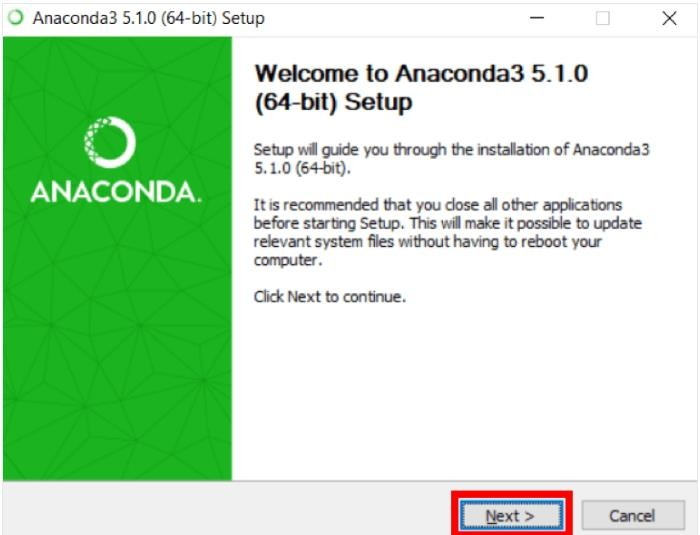 Anaconda3 5.1.0 (64-bit) Setup
ANACONDA.
Welcome to Anaconda3 5.1.0
(64-bit) Setup
Setup will guide you through the installation of Anaconda3
5.1.0 (64-bit).
It is recommended that you close all other applications
before starting Setup. This will make it possible to update
relevant system files without having to reboot your
computer.
Click Next to continue.
Next >
Cancel